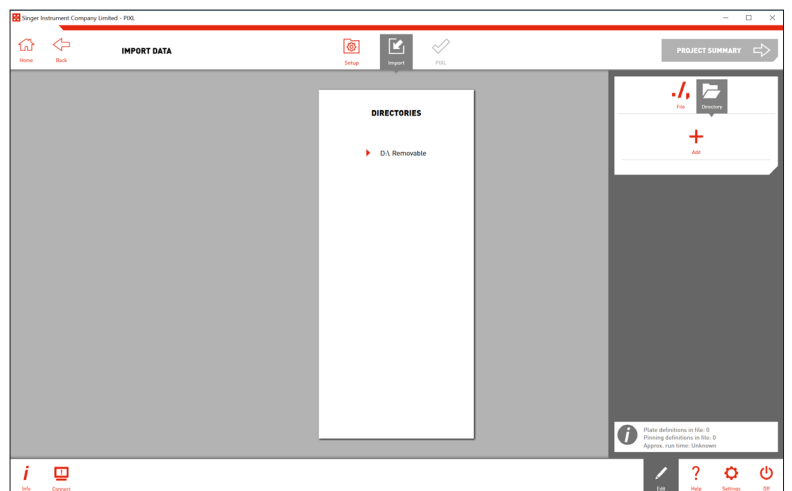 Singer Instrument Company Limited - PIXL
Home
Back
IMPORT DATA
Setup
Import
PIXL
PROJECT SUMMARY
DIRECTORIES
D:\ Removable
File
Directory
Add
Plate definitions in file: 0
Pinning definitions in file: 0
Approx. run time: Unknown
Info
Connect
Edit
Help
Settings
Off